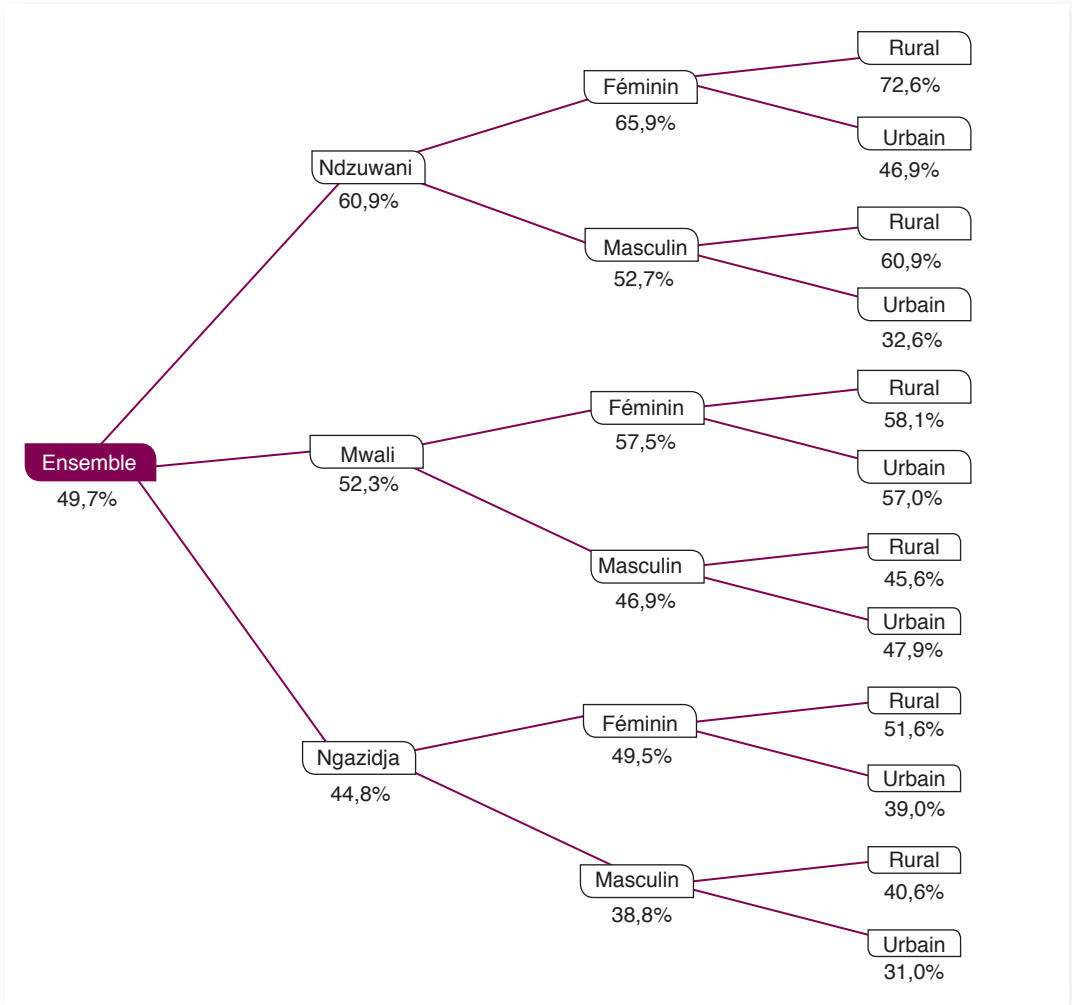 Rural
72,6%
Féminin
65,9%
Urbain
46,9%
Ndzuwani
60,9%
Rural
60,9%
Masculin
52,7%
Urbain
32,6%
Rural
58,1%
Féminin
57,5%
Urbain
57,0%
Ensemble
49,7%
Mwali
52,3%
Rural
45,6%
Masculin
46,9%
Urbain
47,9%
Rural
51,6%
Féminin
49,5%
Urbain
39,0%
Ngazidja
44,8%
Rural
40,6%
Masculin
38,8%
Urbain
31,0%